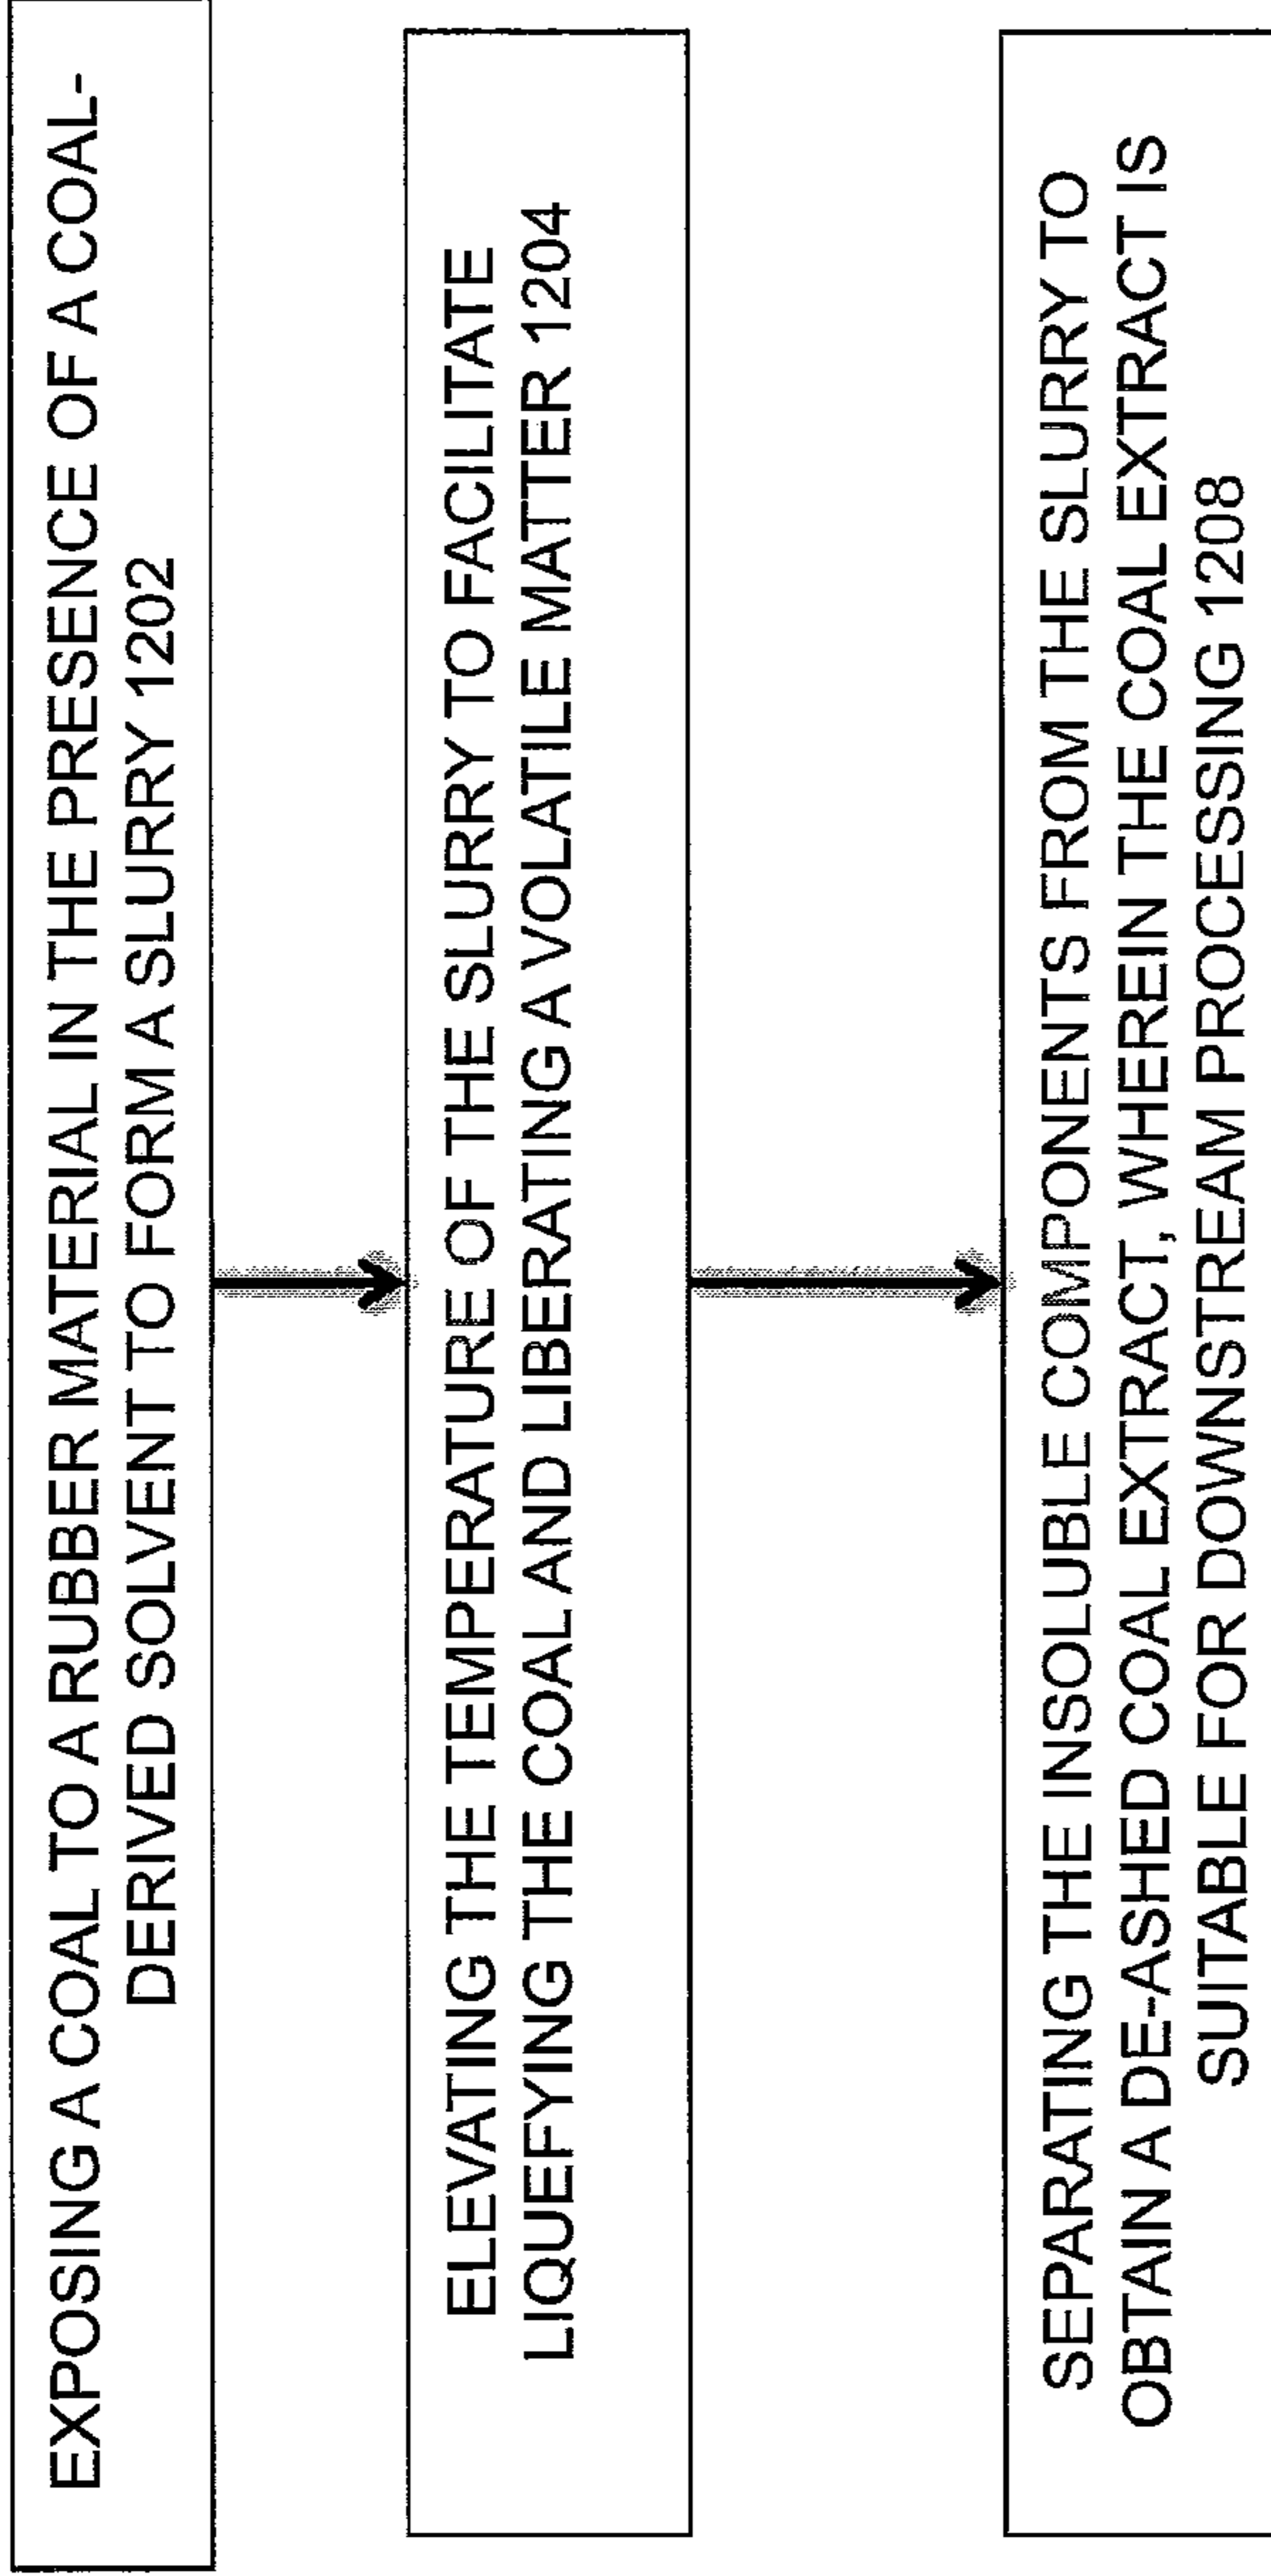 EXPOSING A COAL TO A RUBBER MATERIAL IN THE PRESENCE OF A COAL-
DERIVED SOLVENT TO FORM A SLURRY 1202
ELEVATING THE TEMPERATURE OF THE SLURRY TO FACILITATE
LIQUEFYING THE COAL AND LIBERATING A VOLATILE MATTER 1204
SEPARATING THE INSOLUBLE COMPONENTS FROM THE SLURRY TO
OBTAIN A DE-ASHED COAL EXTRACT, WHEREIN THE COAL EXTRACT IS
SUITABLE FOR DOWNSTREAM PROCESSING 1208